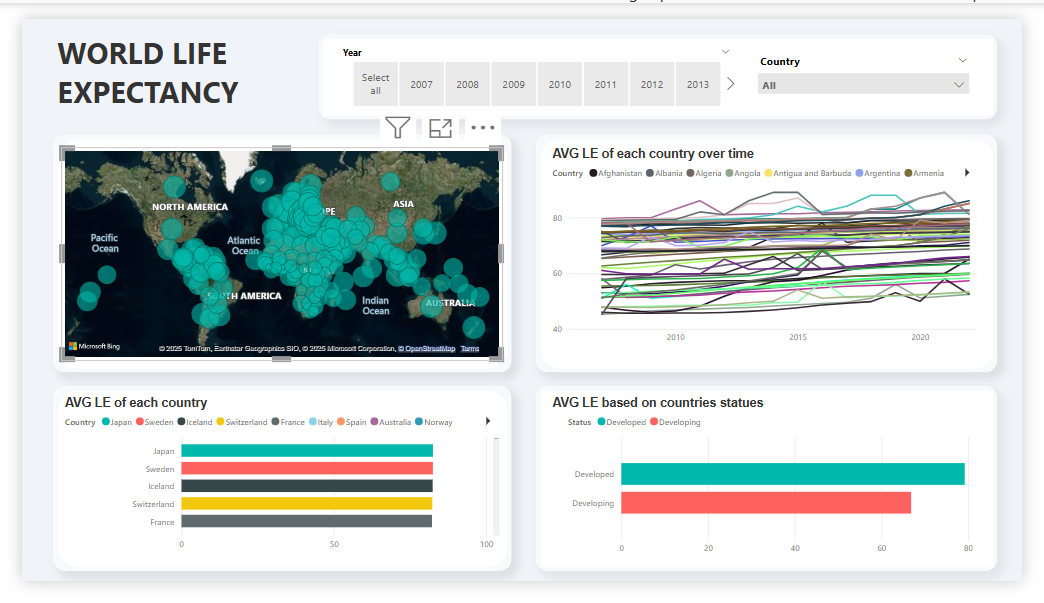 WORLD LIFE
EXPECTANCY
Year
Select
all
2007
2008
2009
2010
2011
2012
2013
Country
All
NORTH AMERICA
ASIA
Pacific
Ocean
Atlantic
Ocean
SOUTH AMERICA
Indian
Ocean
AUSTRALIA
Microsoft Bing
© 2025 TomTom, Earthstar Geographics SIO, © 2025 Microsoft Corporation, © OpenStreetMap Terms
AVG LE of each country over time
Country Afghanistan Albania Algeria Angola Antigua and Barbuda Argentina Armenia
80
60
40
2010 2015 2020
AVG LE of each country
Country Japan Sweden Iceland Switzerland France Italy Spain Australia Norway
Japan
Sweden
Iceland
Switzerland
France
0 50 100
AVG LE based on countries statues
Status Developed Developing
Developed
Developing
0 20 40 60 80